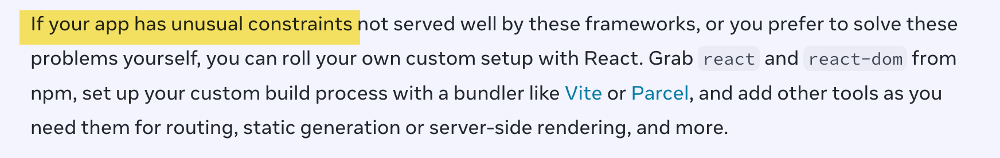 If your app has unusual constraints not served well by these frameworks, or you prefer to solve these
problems yourself, you can roll your own custom setup with React. Grab react and react-dom from
npm, set up your custom build process with a bundler like Vite or Parcel, and add other tools as you
need them for routing, static generation or server-side rendering, and more.